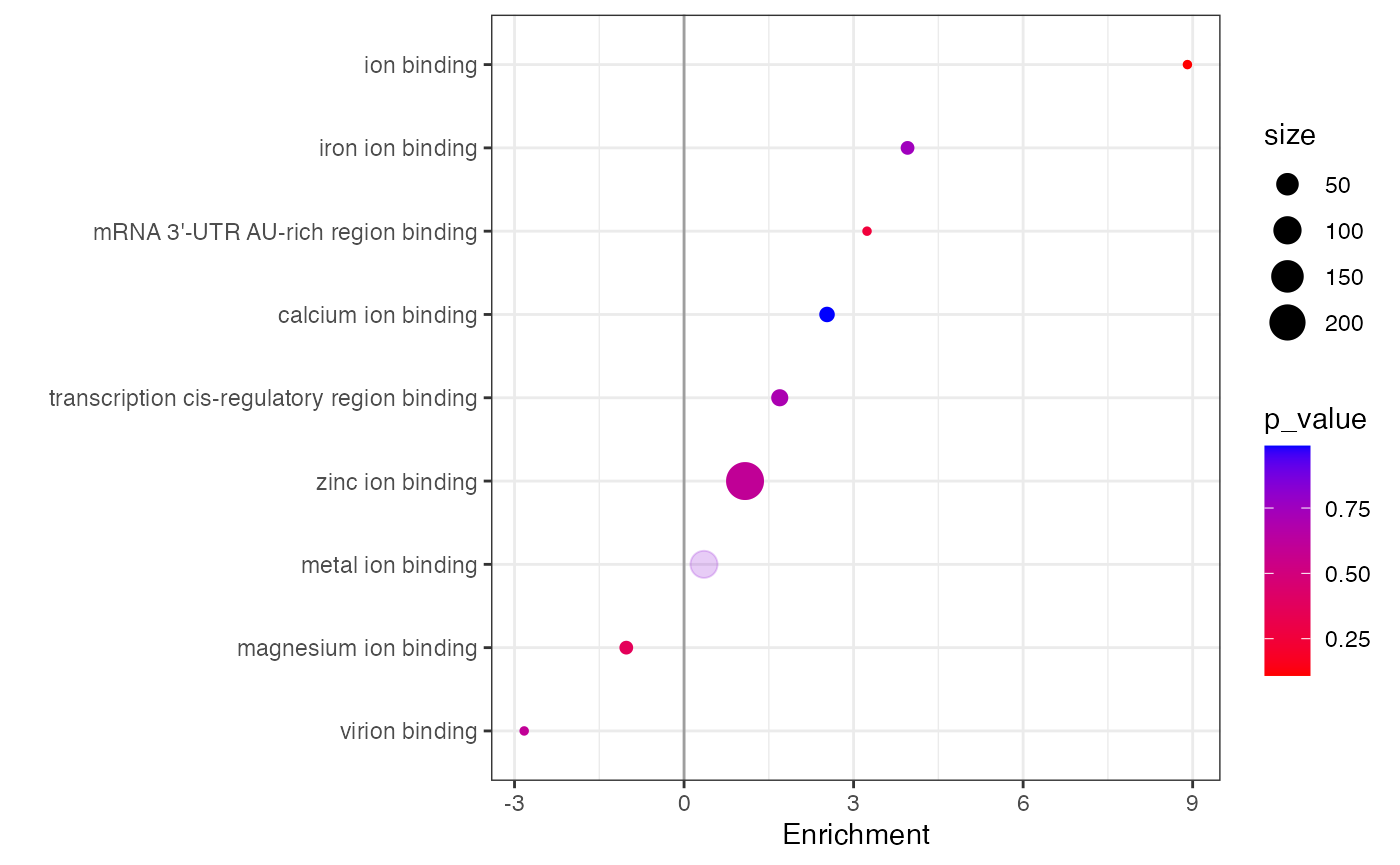 ion binding
iron ion binding
mRNA 3'-UTR AU-rich region binding
calcium ion binding
transcription cis-regulatory region binding
zinc ion binding
metal ion binding
magnesium ion binding
virion binding
-3 0 3 6 9
Enrichment
size
50
100
150
200
p_value
0.75
0.50
0.25